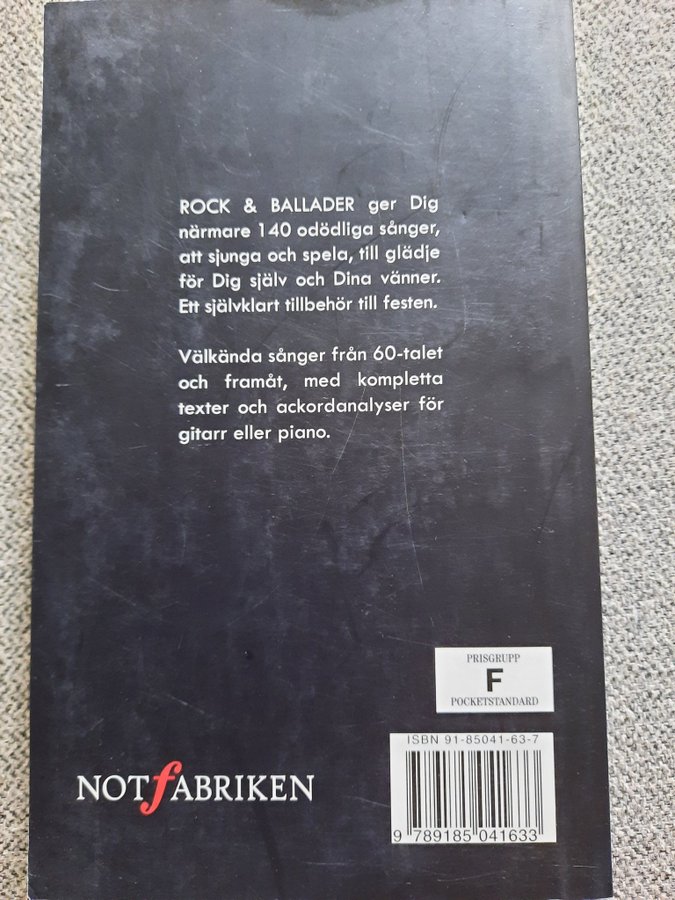 ROCK & BALLADER ger Dig
närmare 140 odödliga sånger,
att sjunga och spela, till glädje
för Dig själv och Dina vänner.
Ett självklart tillbehör till festen.
Välkända sånger från 60-talet
och framåt, med kompletta
texter och ackordanalyser för
gitarr eller piano.
PRISGRUPP
F
POCKETSTANDARD
ISBN 91-85041-63-7
9 789185 041633
NOTfABRIKEN